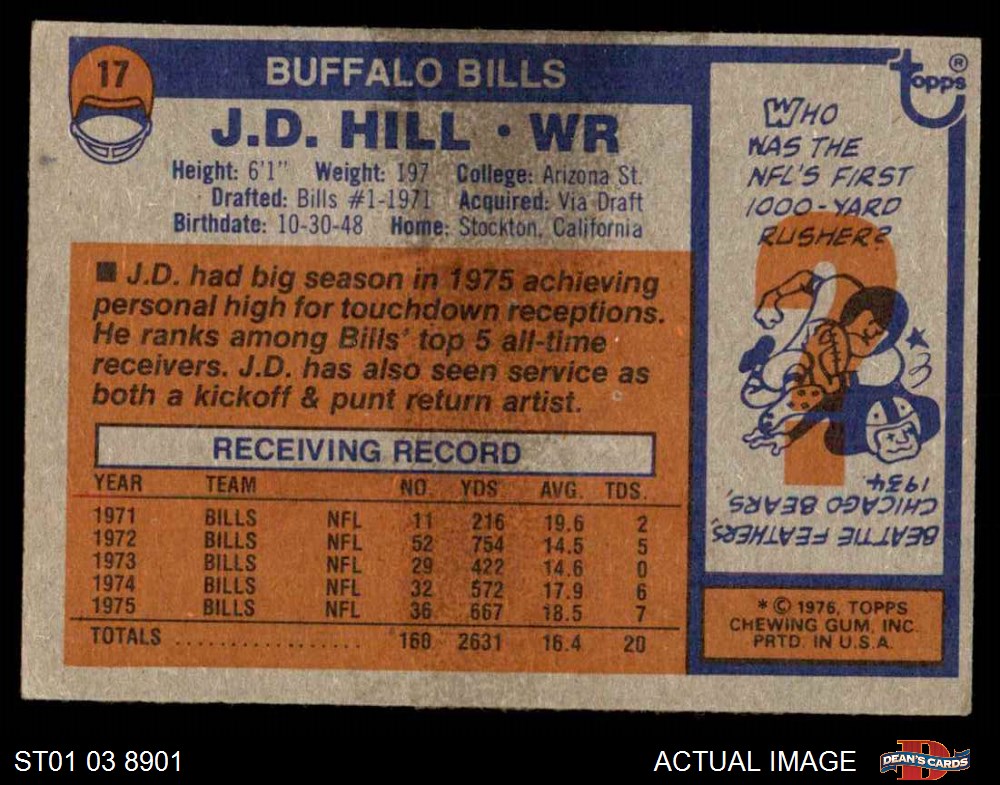 17
BUFFALO BILLS
J.D. HILL • WR
Height: 6'1" Weight: 197 College: Arizona St.
Drafted: Bills #1-1971 Acquired: Via Draft
Birthdate: 10-30-48 Home: Stockton, California
■ J.D. had big season in 1975 achieving
personal high for touchdown receptions.
He ranks among Bills' top 5 all-time
receivers. J.D. has also seen service as
both a kickoff & punt return artist.
RECEIVING RECORD
YEAR TEAM NO. YDS. AVG. TDS.
1971 BILLS NFL 11 216 19.6 2
1972 BILLS NFL 52 754 14.5 5
1973 BILLS NFL 29 422 14.6 0
1974 BILLS NFL 32 572 17.9 6
1975 BILLS NFL 36 667 18.5 7
TOTALS ................. 160 2631 16.4 20
Topps ®
WHO
WAS THE
NFL'S FIRST
1000-YARD
RUSHER?
?
BEATTIE FEATHERS,
CHICAGO BEARS,
1934.
* © 1976, TOPPS
CHEWING GUM, INC.
PRTD. IN U.S.A.
ST01 03 8901
ACTUAL IMAGE
D
DEAN'S CARDS